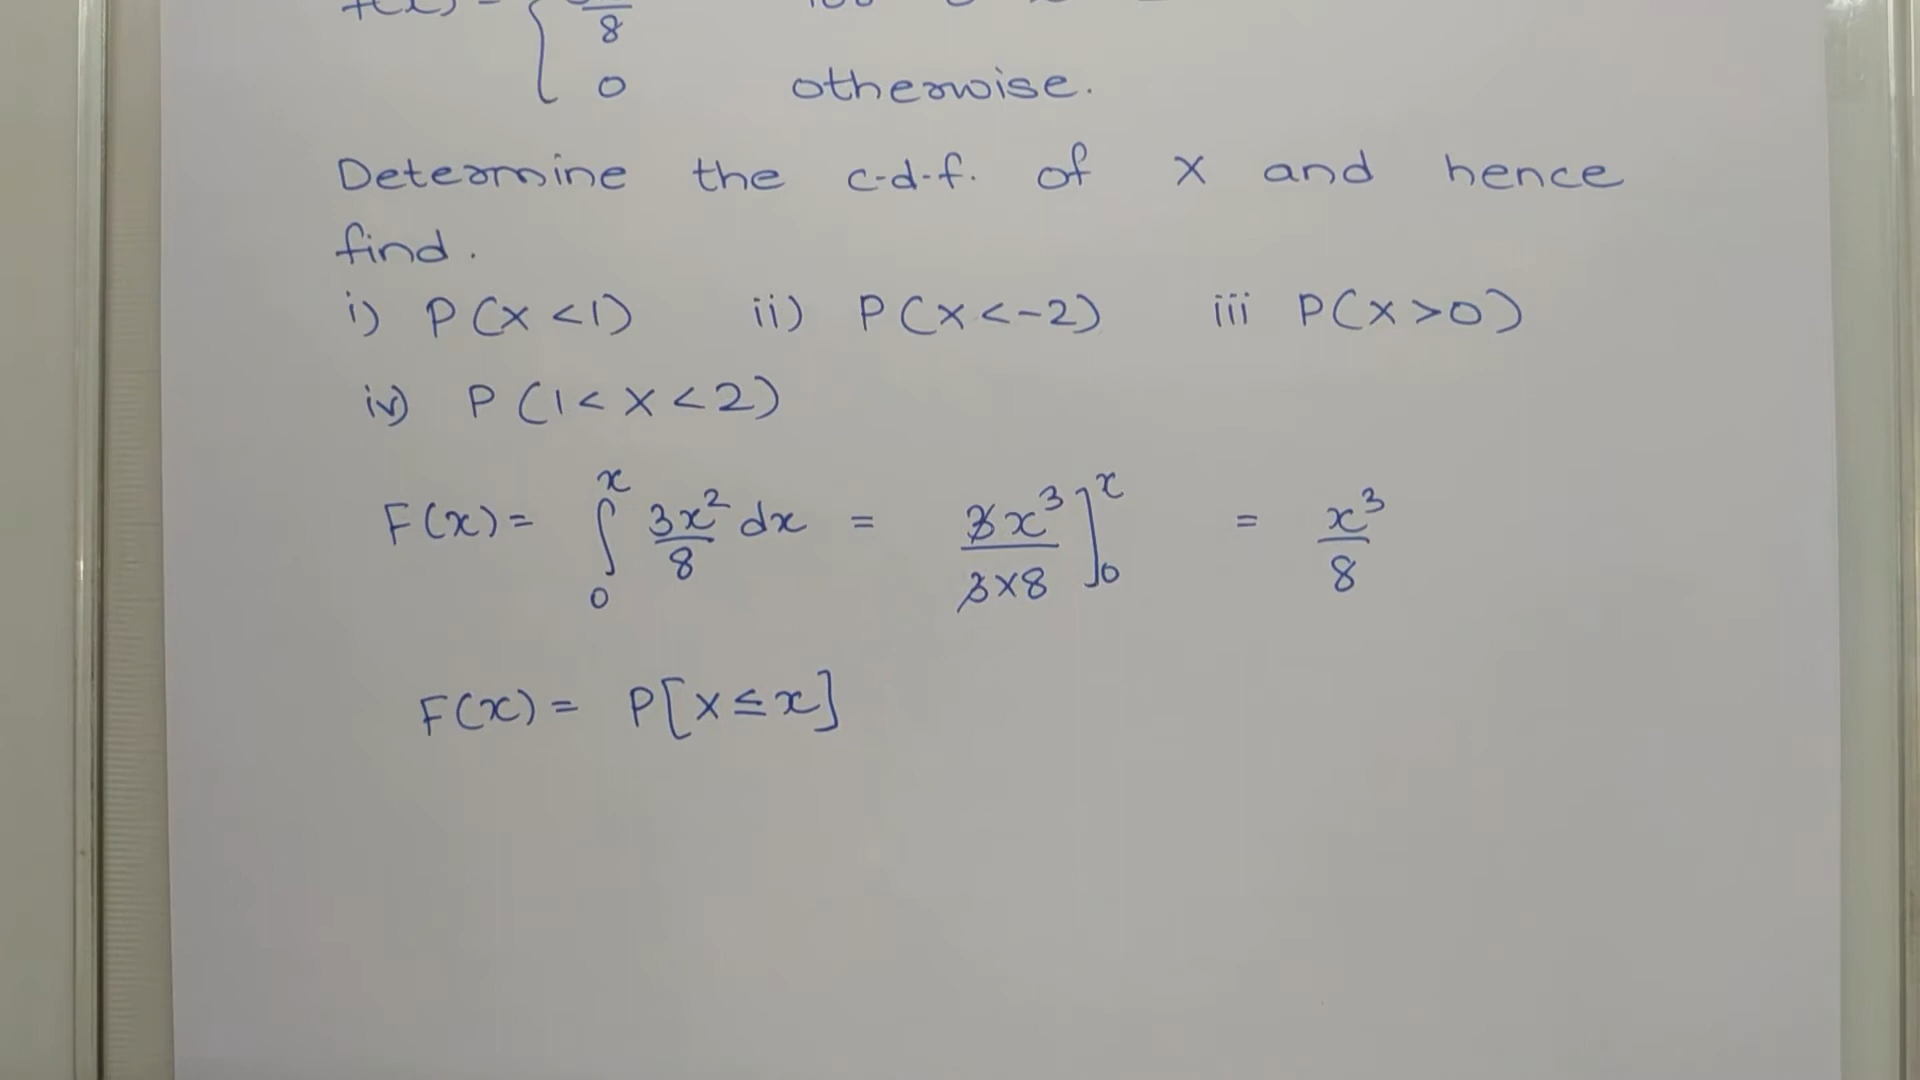 8
0 otherwise.
Determine the c.d.f. of X and hence
find.
i) P(X <1) ii) P(X<-2) iii P(X>0)
iv) P(1< X <2)
F(x) = ∫₀ˣ 3x²/8 dx = 3x³/3×8 ]₀ˣ = x³/8
F(x) = P[X ≤ x]